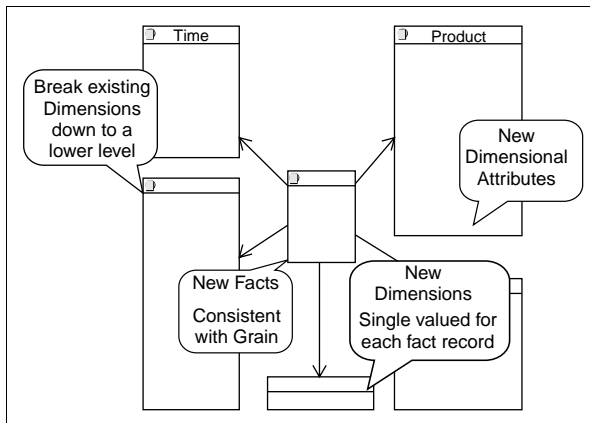 Time
Product
Break existing
Dimensions
down to a
lower level
New
Dimensional
Attributes
New Facts
Consistent
with Grain
New
Dimensions
Single valued for
each fact record